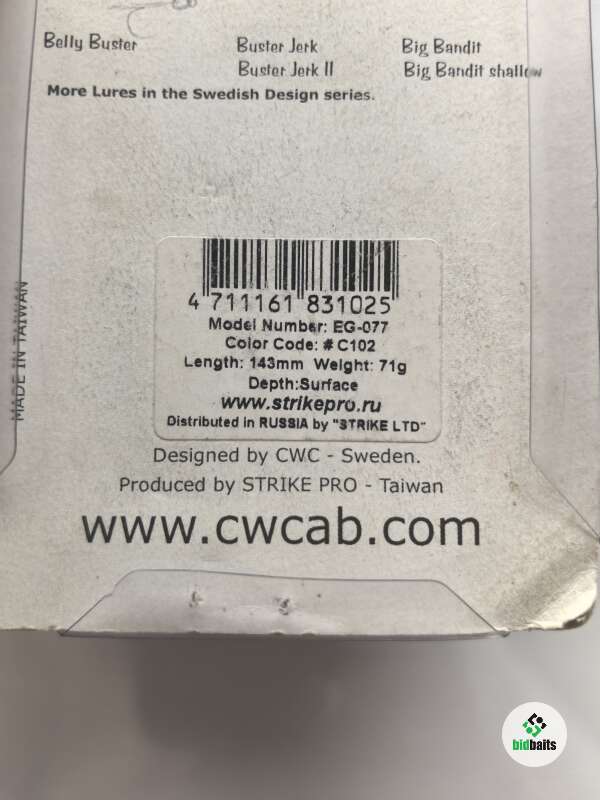 Belly Buster Buster Jerk Big Bandit
Buster Jerk II Big Bandit shallow
More Lures in the Swedish Design series.
MADE IN TAIWAN
4 711161 831025
Model Number: EG-077
Color Code: # C102
Length: 143mm Weight: 71g
Depth:Surface
www.strikepro.ru
Distributed in RUSSIA by "STRIKE LTD"
Designed by CWC - Sweden.
Produced by STRIKE PRO - Taiwan
www.cwcab.com
bidbaits